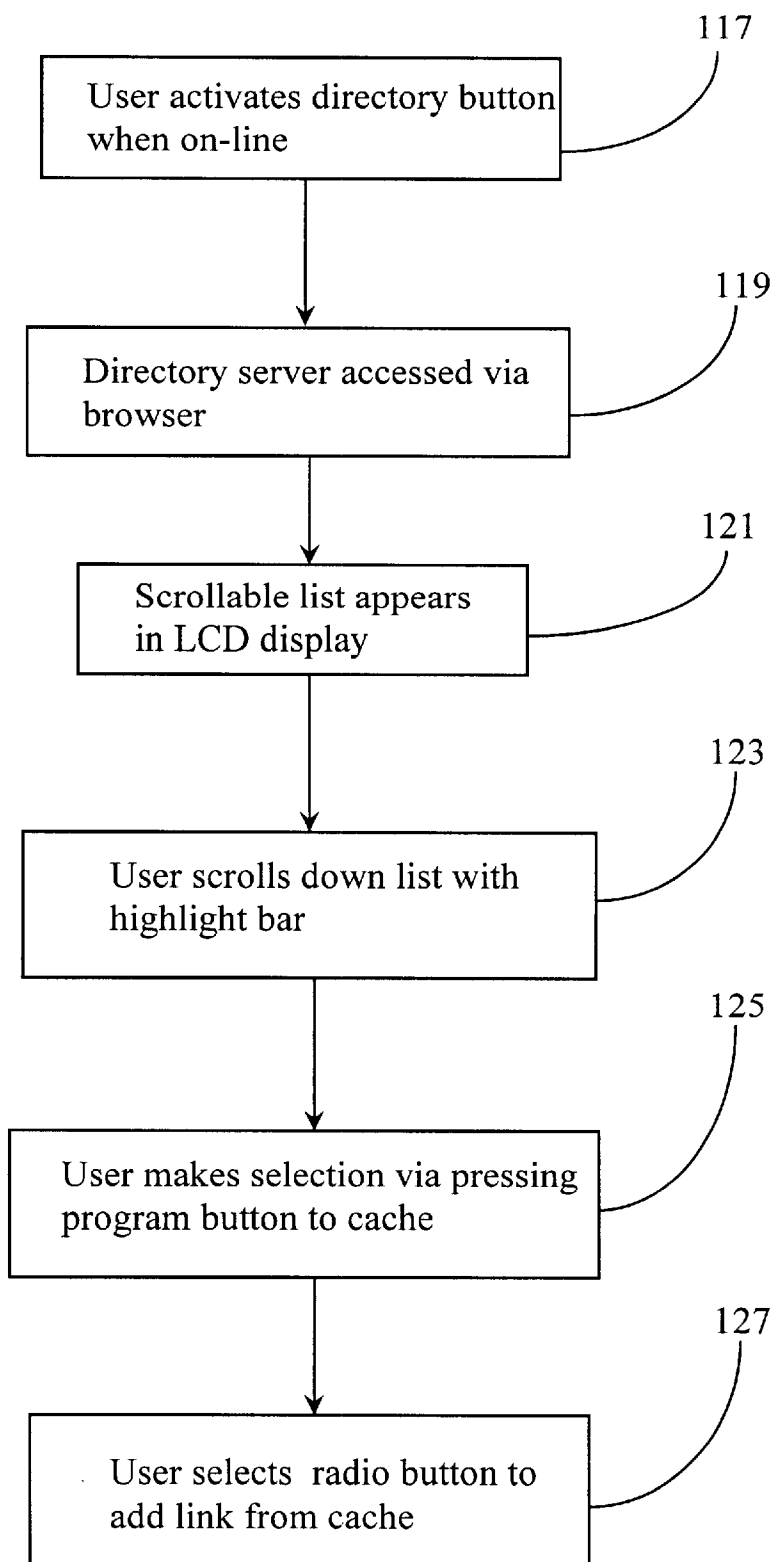 117
User activates directory button
when on-line
119
Directory server accessed via
browser
121
Scrollable list appears
in LCD display
123
User scrolls down list with
highlight bar
125
User makes selection via pressing
program button to cache
127
User selects radio button to
add link from cache